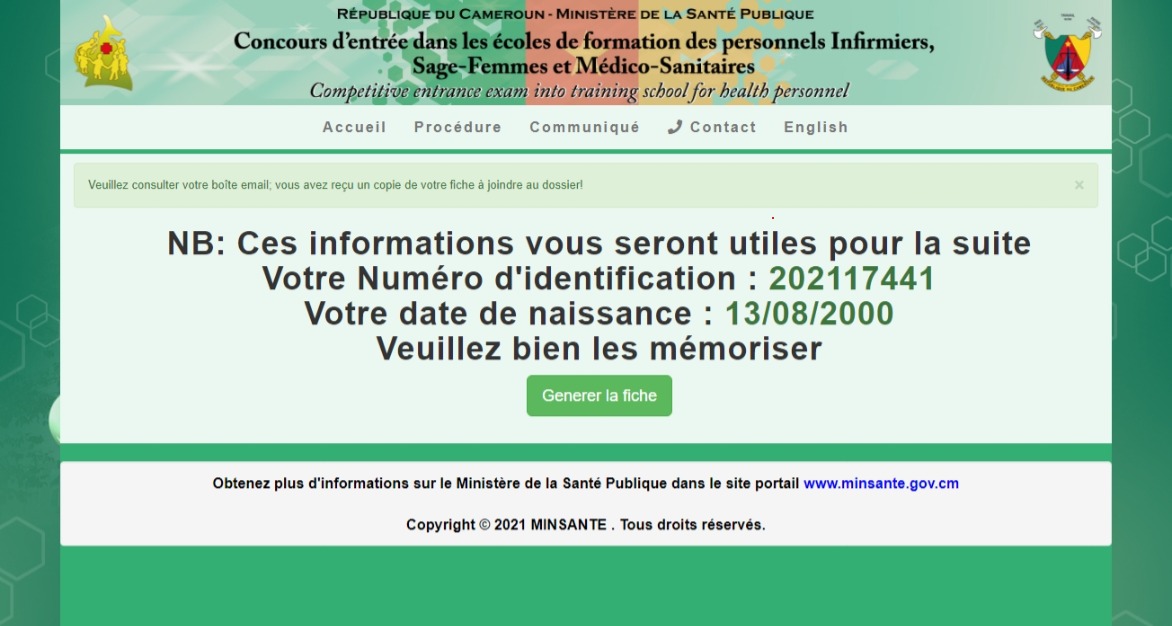 RÉPUBLIQUE DU CAMEROUN - MINISTÈRE DE LA SANTÉ PUBLIQUE
Concours d'entrée dans les écoles de formation des personnels Infirmiers,
Sage-Femmes et Médico-Sanitaires
Competitive entrance exam into training school for health personnel
Accueil Procédure Communiqué Contact English
Veuillez consulter votre boîte email; vous avez reçu un copie de votre fiche à joindre au dossier! ×
NB: Ces informations vous seront utiles pour la suite
Votre Numéro d'identification : 202117441
Votre date de naissance : 13/08/2000
Veuillez bien les mémoriser
Generer la fiche
Obtenez plus d'informations sur le Ministère de la Santé Publique dans le site portail www.minsante.gov.cm
Copyright © 2021 MINSANTE . Tous droits réservés.